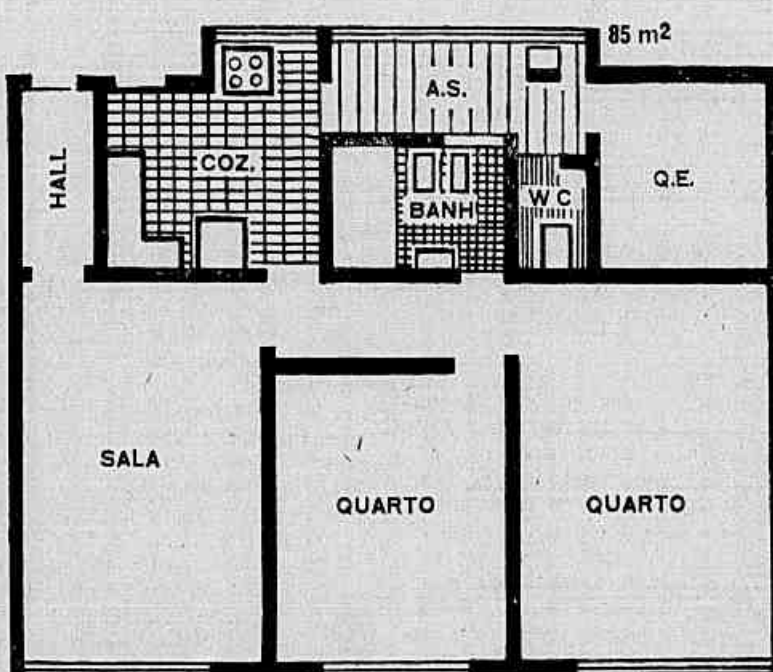 85 m²
A.S.
HALL
COZ.
Q.E.
BANH
W C
SALA
QUARTO
QUARTO